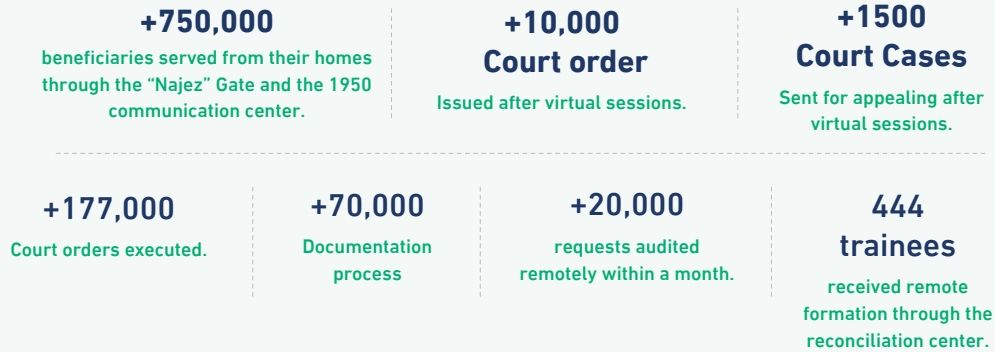 +750,000
beneficiaries served from their homes
through the “Najez” Gate and the 1950
communication center.
+10,000
Court order
Issued after virtual sessions.
+1500
Court Cases
Sent for appealing after
virtual sessions.
+177,000
Court orders executed.
+70,000
Documentation
process
+20,000
requests audited
remotely within a month.
444
trainees
received remote
formation through the
reconciliation center.